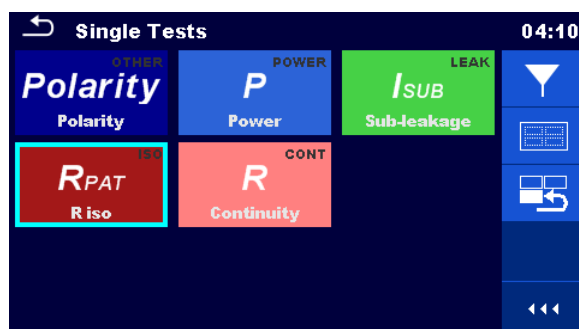 Single Tests
04:10
OTHER
Polarity
Polarity
POWER
P
Power
LEAK
ISUB
Sub-leakage
ISO
RPAT
R iso
CONT
R
Continuity